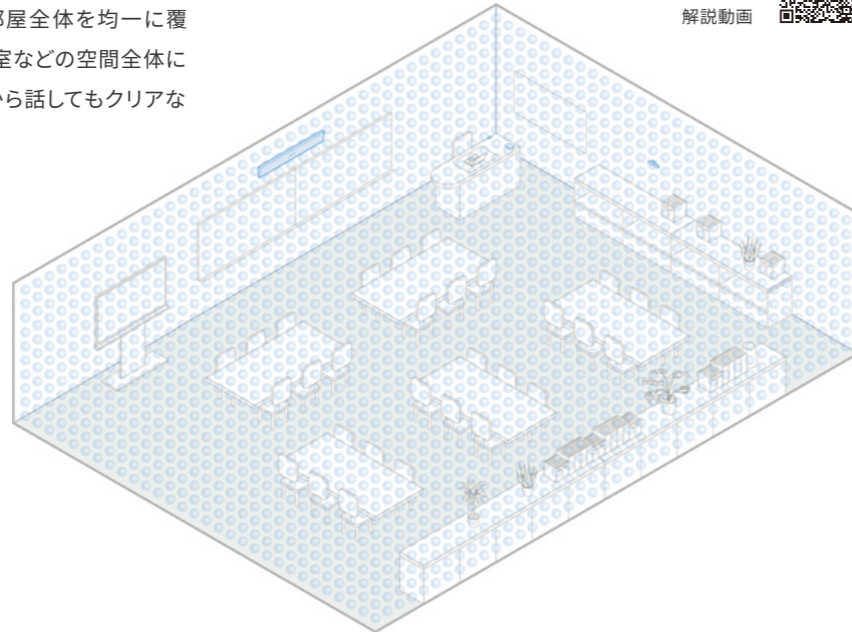 屋全体を均一に覆
室などの空間全体に
ら話してもクリアな
解説動画